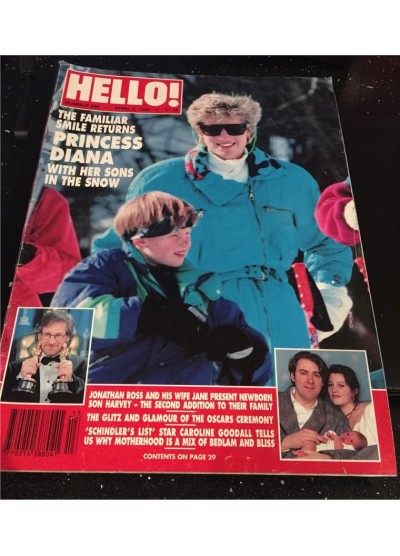 HELLO!
THE FAMILIAR
SMILE RETURNS
PRINCESS
DIANA
WITH HER SONS
IN THE SNOW
JONATHAN ROSS AND HIS WIFE JANE PRESENT NEWBORN
SON HARVEY – THE SECOND ADDITION TO THEIR FAMILY
THE GLITZ AND GLAMOUR OF THE OSCARS CEREMONY
'SCHINDLER'S LIST' STAR CAROLINE GOODALL TELLS
US WHY MOTHERHOOD IS A MIX OF BEDLAM AND BLISS
CONTENTS ON PAGE 29